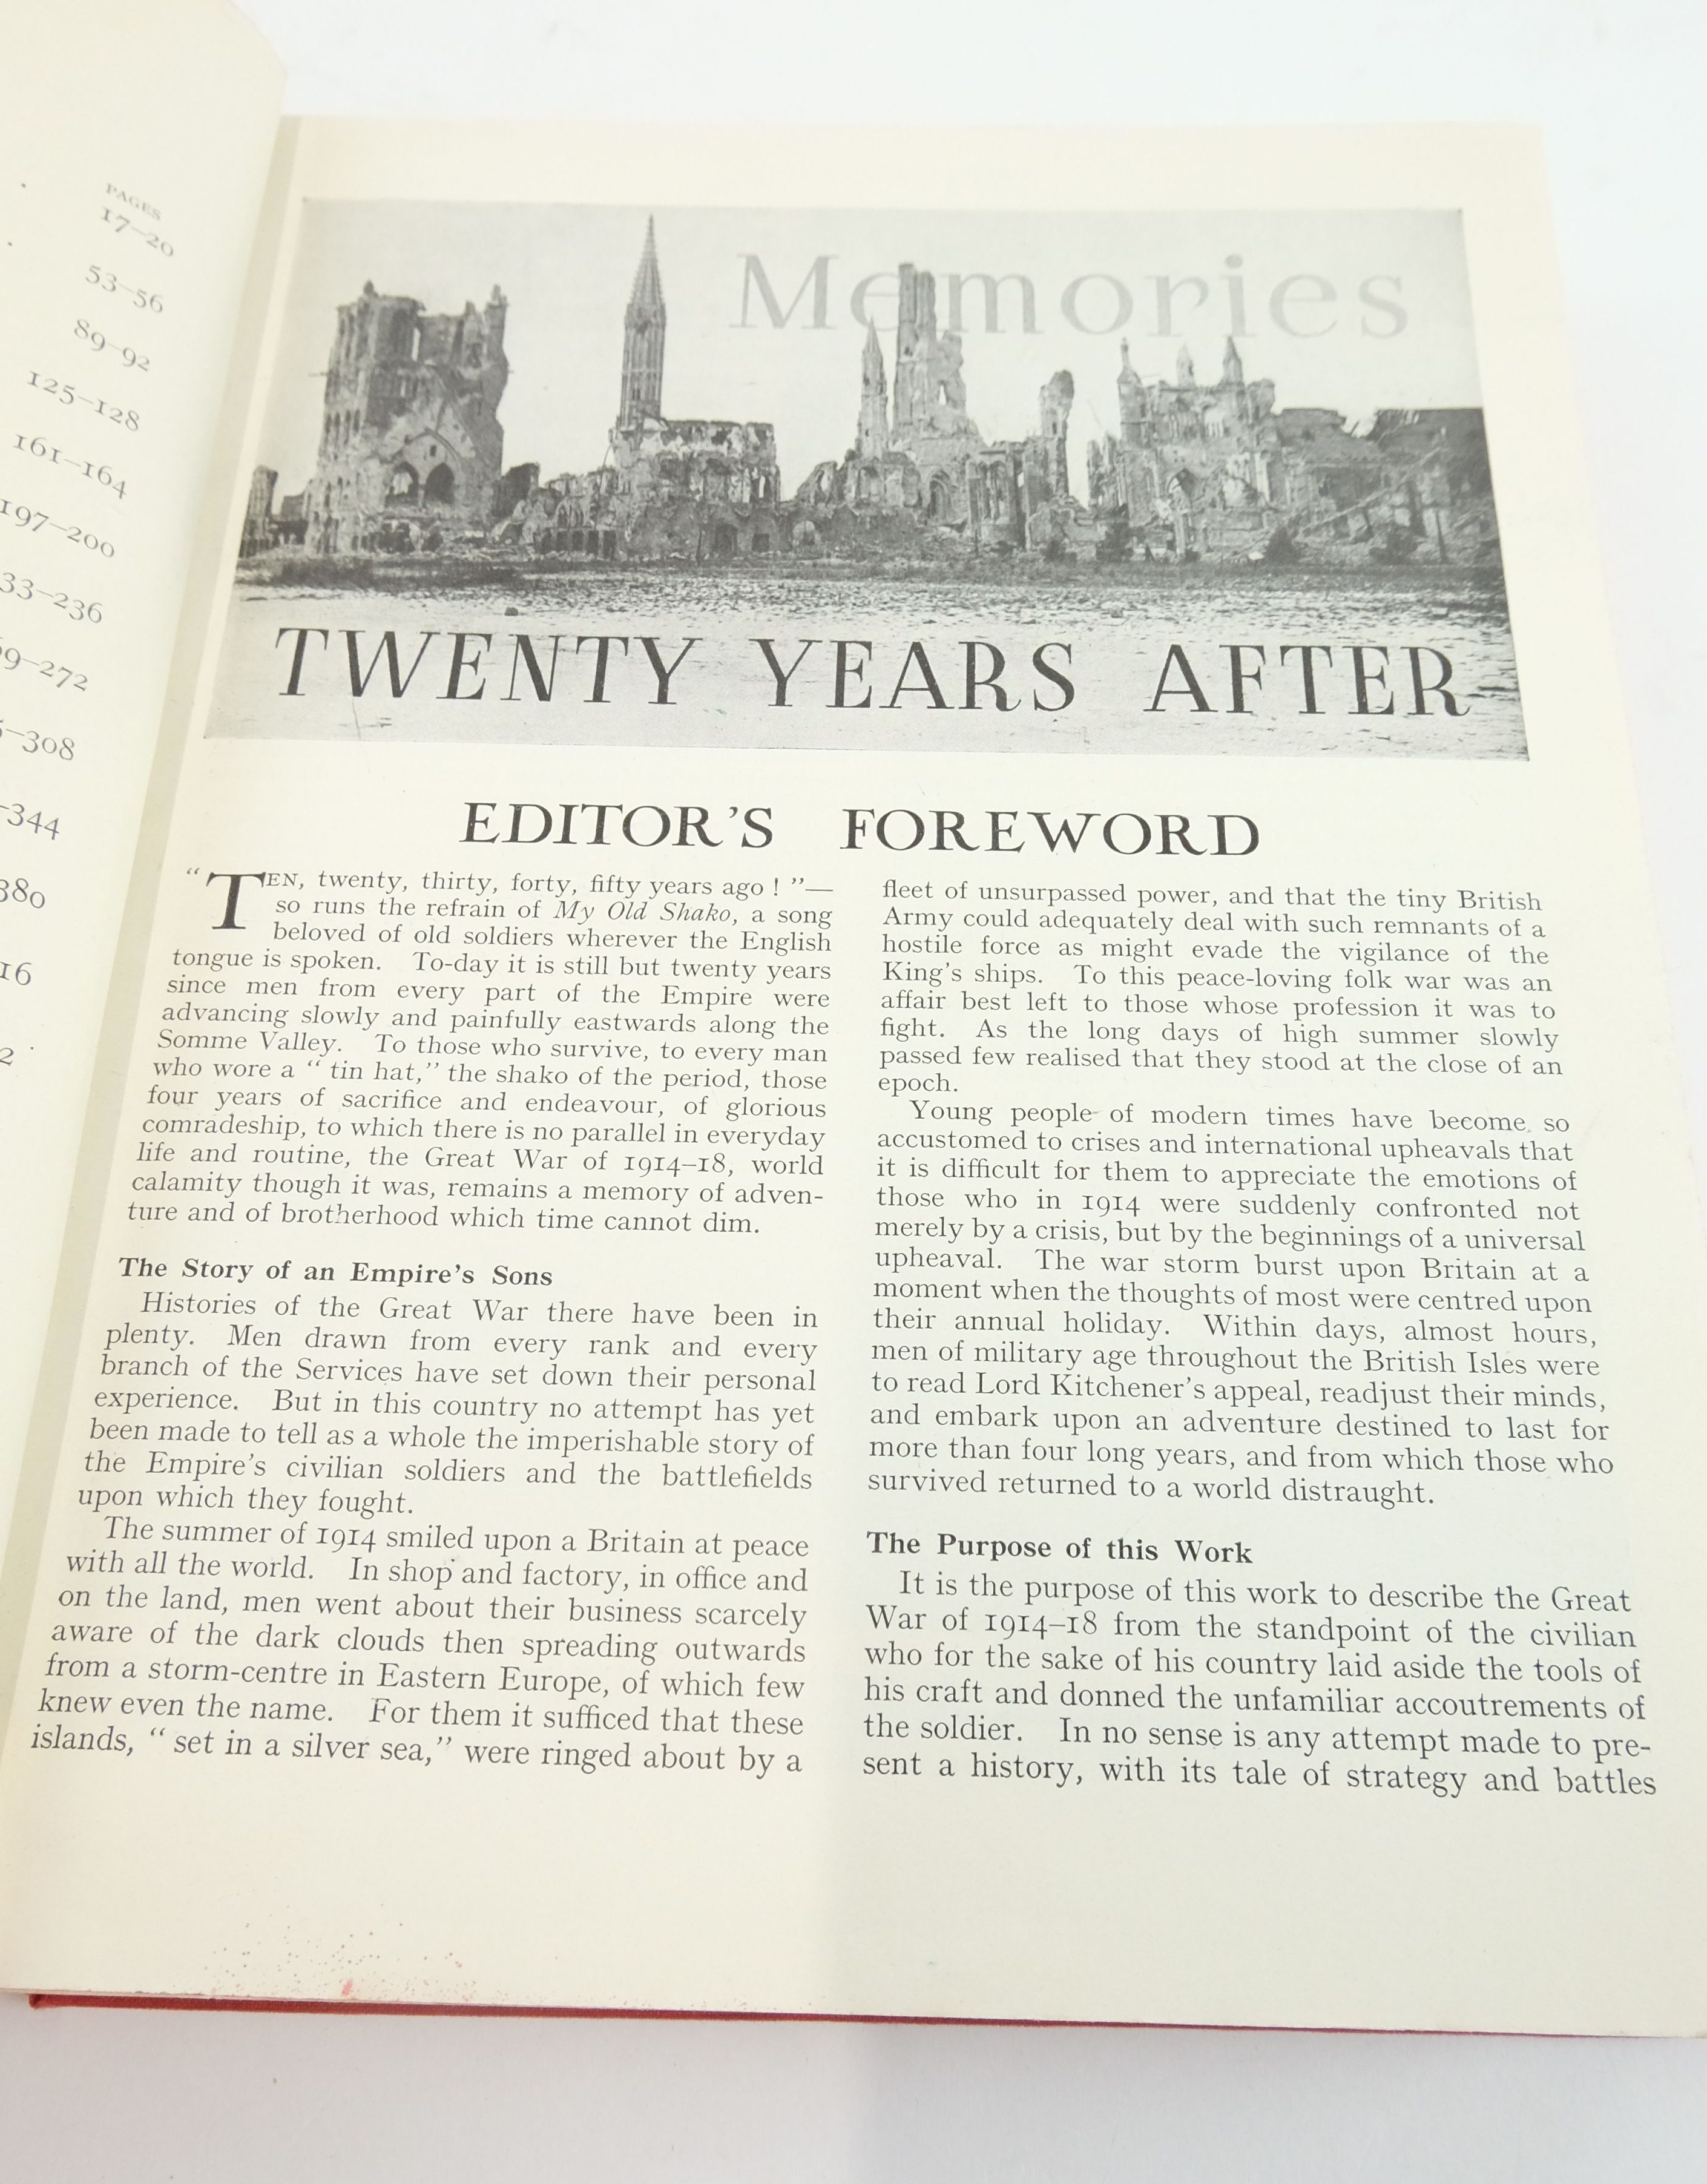 PAGES
17–20
53–56
89–92
125–128
161–164
197–200
33–236
9–272
–308
–344
380
16
2
Memories
TWENTY YEARS AFTER
EDITOR'S FOREWORD
"TEN, twenty, thirty, forty, fifty years ago ! "—
so runs the refrain of My Old Shako, a song
beloved of old soldiers wherever the English
tongue is spoken. To-day it is still but twenty years
since men from every part of the Empire were
advancing slowly and painfully eastwards along the
Somme Valley. To those who survive, to every man
who wore a " tin hat," the shako of the period, those
four years of sacrifice and endeavour, of glorious
comradeship, to which there is no parallel in everyday
life and routine, the Great War of 1914–18, world
calamity though it was, remains a memory of adven-
ture and of brotherhood which time cannot dim.
The Story of an Empire's Sons
Histories of the Great War there have been in
plenty. Men drawn from every rank and every
branch of the Services have set down their personal
experience. But in this country no attempt has yet
been made to tell as a whole the imperishable story of
the Empire's civilian soldiers and the battlefields
upon which they fought.
The summer of 1914 smiled upon a Britain at peace
with all the world. In shop and factory, in office and
on the land, men went about their business scarcely
aware of the dark clouds then spreading outwards
from a storm-centre in Eastern Europe, of which few
knew even the name. For them it sufficed that these
islands, " set in a silver sea," were ringed about by a
fleet of unsurpassed power, and that the tiny British
Army could adequately deal with such remnants of a
hostile force as might evade the vigilance of the
King's ships. To this peace-loving folk war was an
affair best left to those whose profession it was to
fight. As the long days of high summer slowly
passed few realised that they stood at the close of an
epoch.
Young people of modern times have become so
accustomed to crises and international upheavals that
it is difficult for them to appreciate the emotions of
those who in 1914 were suddenly confronted not
merely by a crisis, but by the beginnings of a universal
upheaval. The war storm burst upon Britain at a
moment when the thoughts of most were centred upon
their annual holiday. Within days, almost hours,
men of military age throughout the British Isles were
to read Lord Kitchener's appeal, readjust their minds,
and embark upon an adventure destined to last for
more than four long years, and from which those who
survived returned to a world distraught.
The Purpose of this Work
It is the purpose of this work to describe the Great
War of 1914–18 from the standpoint of the civilian
who for the sake of his country laid aside the tools of
his craft and donned the unfamiliar accoutrements of
the soldier. In no sense is any attempt made to pre-
sent a history, with its tale of strategy and battles